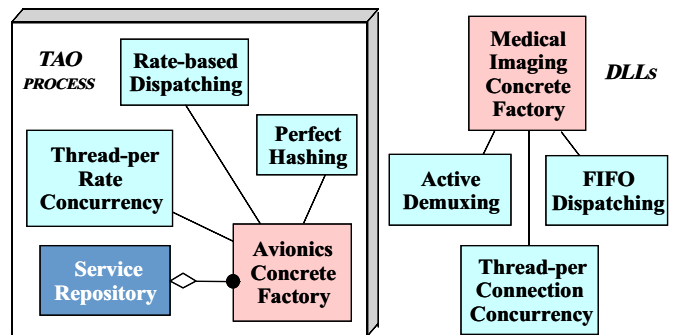 TAO
PROCESS
Rate-based
Dispatching
Perfect
Hashing
Thread-per
Rate
Concurrency
Service
Repository
Avionics
Concrete
Factory
Medical
Imaging
Concrete
Factory
DLLs
Active
Demuxing
FIFO
Dispatching
Thread-per
Connection
Concurrency